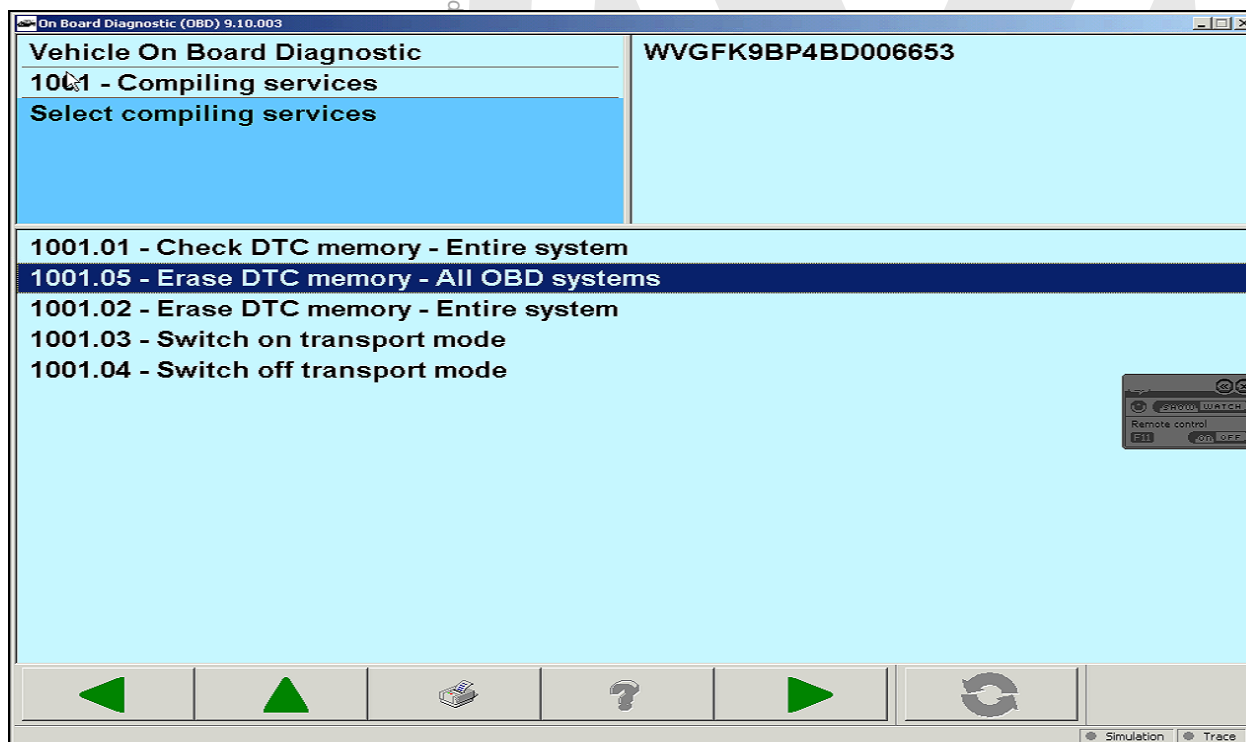 On Board Diagnostic (OBD) 9.10.003
Vehicle On Board Diagnostic
1001 - Compiling services
Select compiling services
WVGFK9BP4BD006653
1001.01 - Check DTC memory - Entire system
1001.05 - Erase DTC memory - All OBD systems
1001.02 - Erase DTC memory - Entire system
1001.03 - Switch on transport mode
1001.04 - Switch off transport mode
SHOW WATCH
Remote control
F11 On OFF
Simulation
Trace